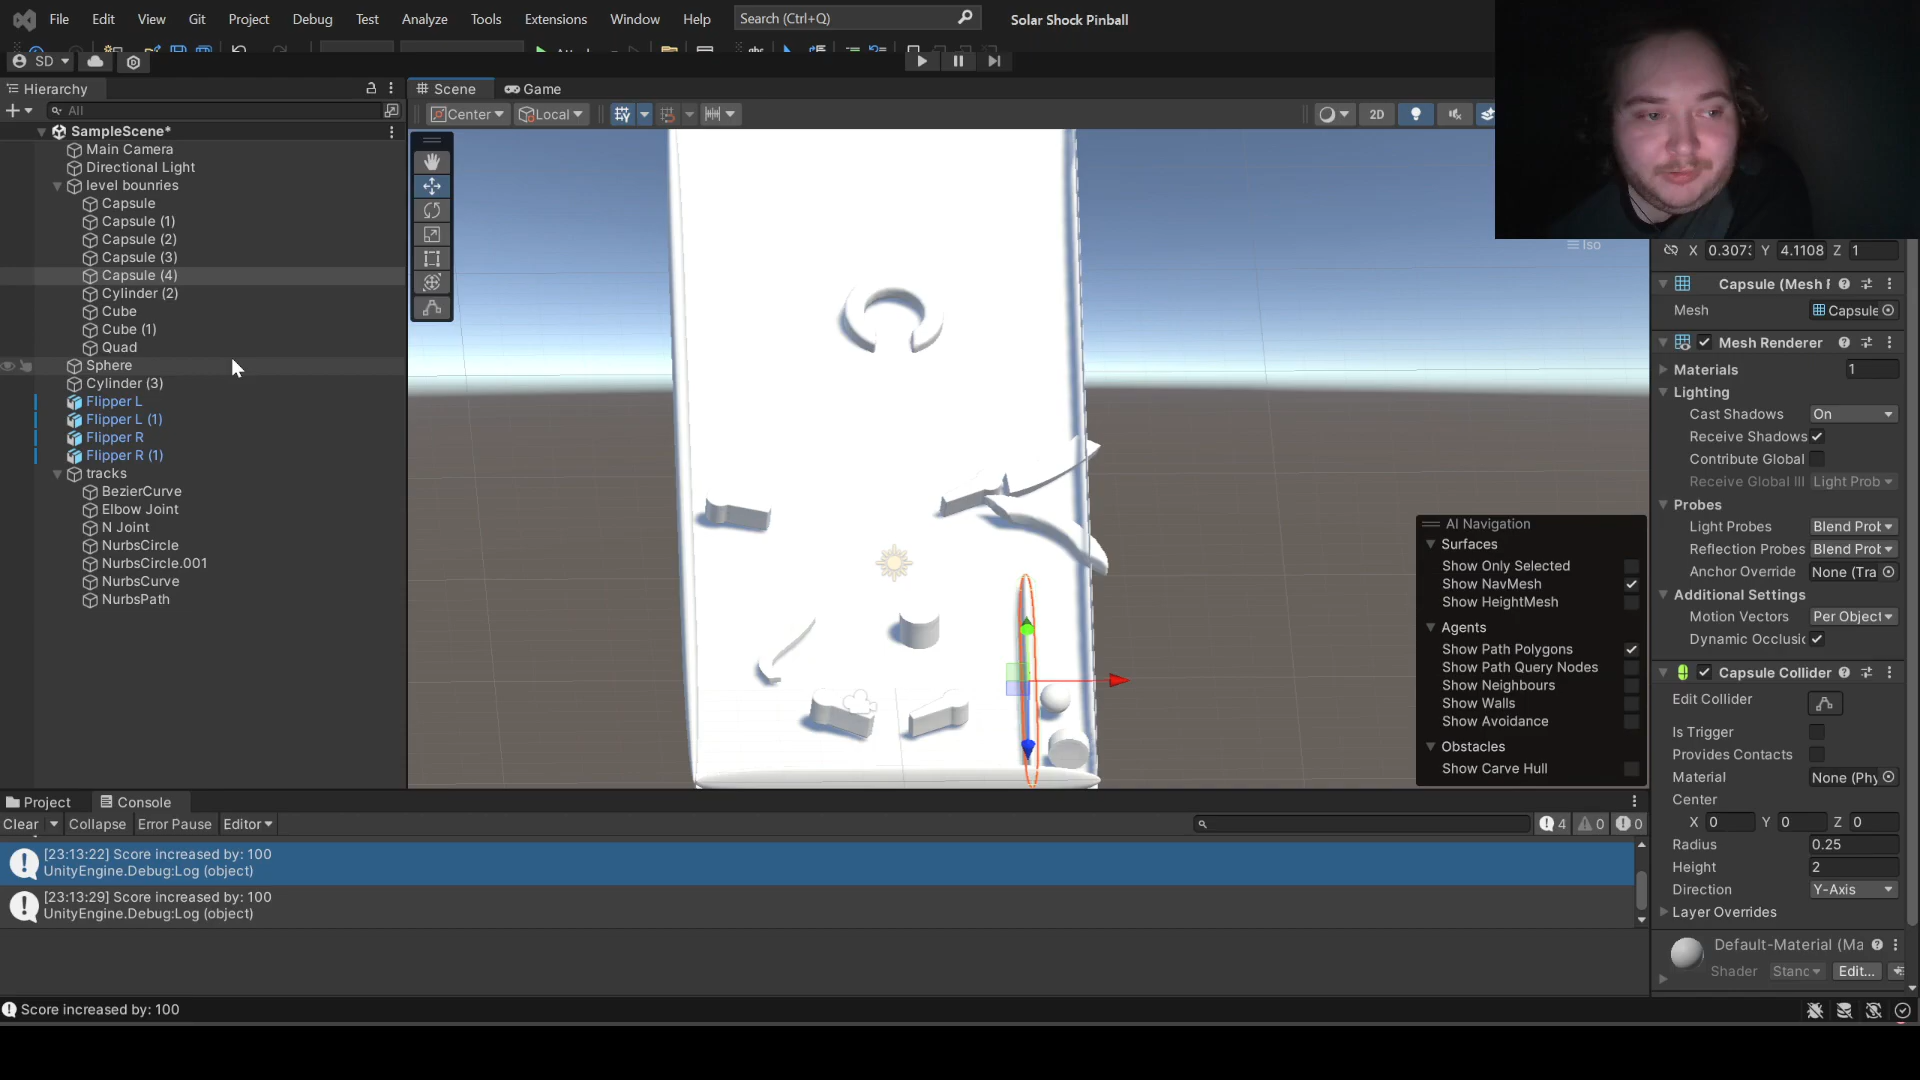 File Edit View Git Project Debug Test Analyze Tools Extensions Window Help Search (Ctrl+Q) Solar Shock Pinball
SD
Hierarchy
Scene Game
All
Center Local 2D
SampleScene*
Main Camera
Directional Light
level bounries
Capsule
Capsule (1)
Capsule (2)
Capsule (3)
Capsule (4)
Cylinder (2)
Cube
Cube (1)
Quad
Sphere
Cylinder (3)
Flipper L
Flipper L (1)
Flipper R
Flipper R (1)
tracks
BezierCurve
Elbow Joint
N Joint
NurbsCircle
NurbsCircle.001
NurbsCurve
NurbsPath
Iso
AI Navigation
Surfaces
Show Only Selected
Show NavMesh
Show HeightMesh
Agents
Show Path Polygons
Show Path Query Nodes
Show Neighbours
Show Walls
Show Avoidance
Obstacles
Show Carve Hull
X 0.307 Y 4.1108 Z 1
Capsule (Mesh F
Mesh Capsule
Mesh Renderer
Materials 1
Lighting
Cast Shadows On
Receive Shadows
Contribute Global
Receive Global Ill Light Prob
Probes
Light Probes Blend Prob
Reflection Probes Blend Prob
Anchor Override None (Tra
Additional Settings
Motion Vectors Per Object
Dynamic Occlusic
Capsule Collider
Edit Collider
Is Trigger
Provides Contacts
Material None (Phy
Center
X 0 Y 0 Z 0
Radius 0.25
Height 2
Direction Y-Axis
Layer Overrides
Default-Material (Ma
Shader Stanc Edit...
Project Console
Clear Collapse Error Pause Editor 4 0 0
[23:13:22] Score increased by: 100
UnityEngine.Debug:Log (object)
[23:13:29] Score increased by: 100
UnityEngine.Debug:Log (object)
Score increased by: 100